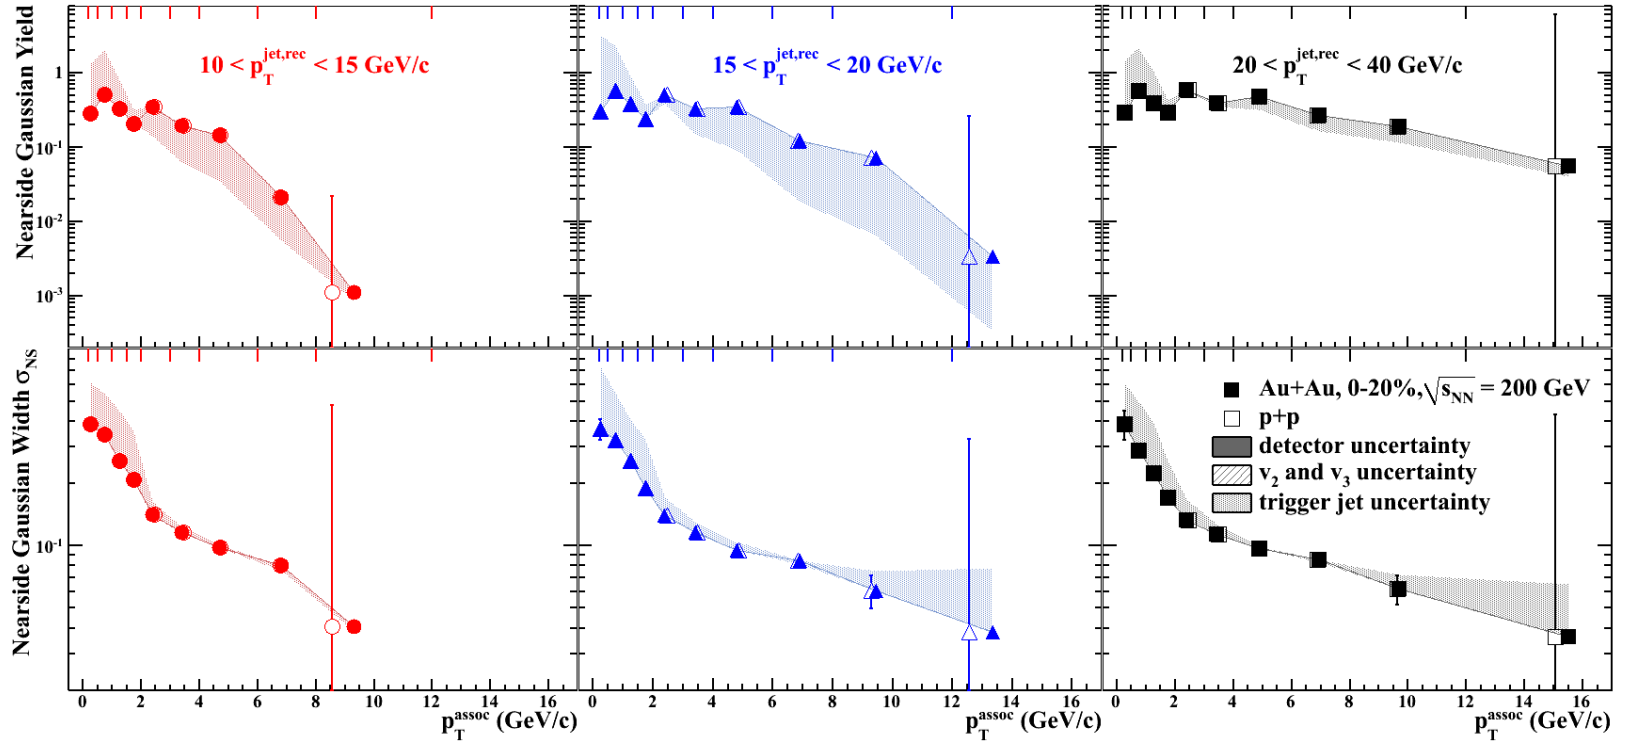 Nearside Gaussian Yield
1
10^-1
10^-2
10^-3
10 < p_T^jet,rec < 15 GeV/c
15 < p_T^jet,rec < 20 GeV/c
20 < p_T^jet,rec < 40 GeV/c
Nearside Gaussian Width σ_NS
10^-1
Au+Au, 0-20%, √s_NN = 200 GeV
p+p
detector uncertainty
v_2 and v_3 uncertainty
trigger jet uncertainty
0 2 4 6 8 10 12 14 16
0 2 4 6 8 10 12 14 16
0 2 4 6 8 10 12 14 16
p_T^assoc (GeV/c)
p_T^assoc (GeV/c)
p_T^assoc (GeV/c)